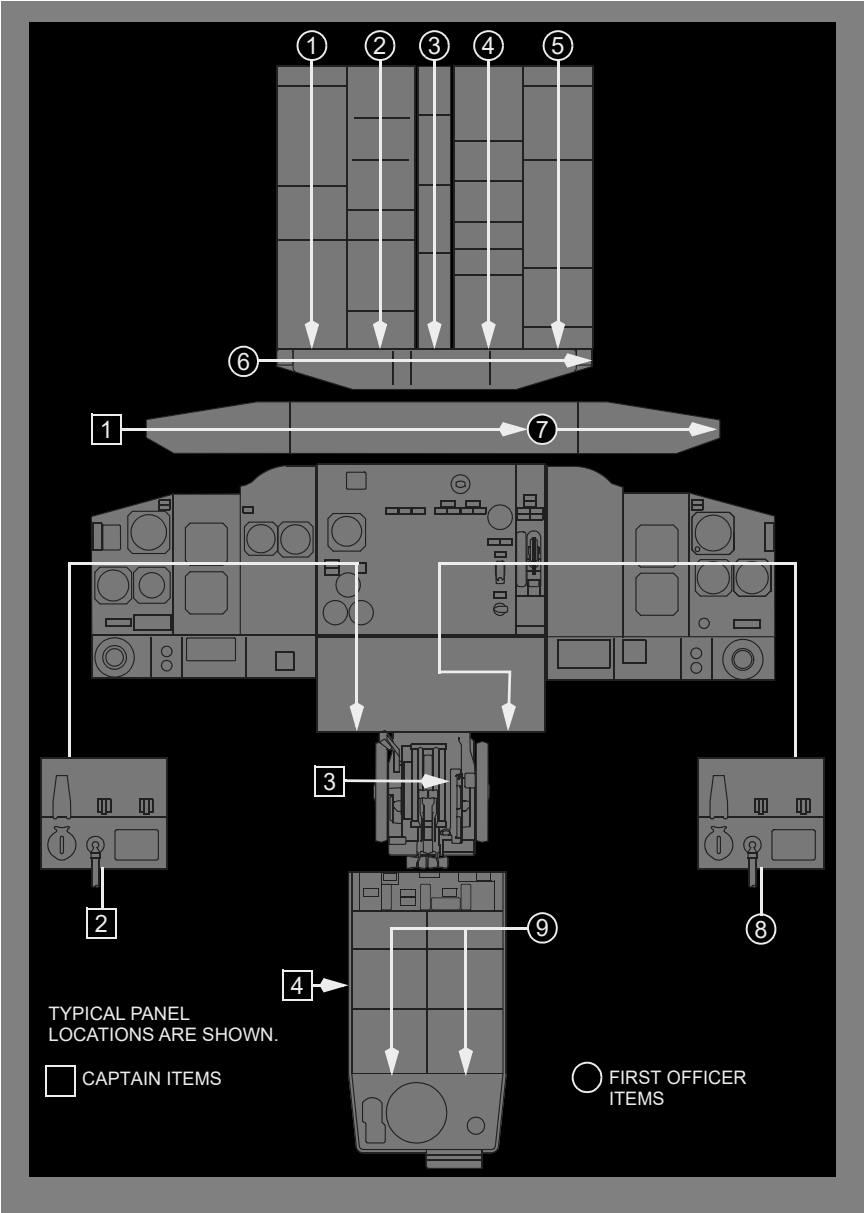 1 2 3 4 5
6
1 7
3
2 8
9
4
TYPICAL PANEL
LOCATIONS ARE SHOWN.
CAPTAIN ITEMS
FIRST OFFICER
ITEMS